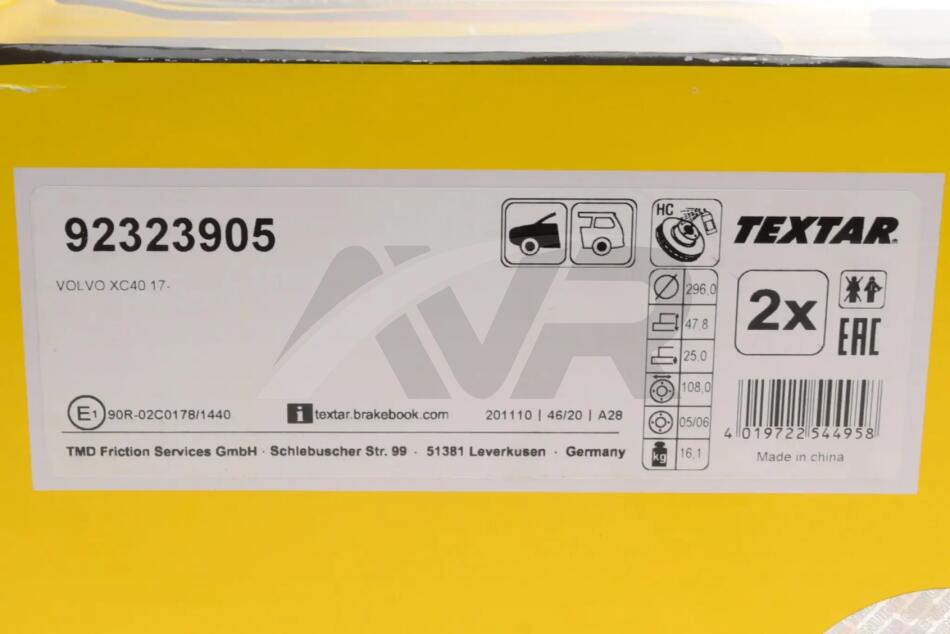 92323905
VOLVO XC40 17-
HC
TEXTAR
296,0
47,8
25,0
108,0
05/06
kg 16,1
2x
EAC
E1 90R-02C0178/1440
i textar.brakebook.com
201110 | 46/20 | A28
TMD Friction Services GmbH · Schlebuscher Str. 99 · 51381 Leverkusen · Germany
4 019722 544958
Made in china
AVR